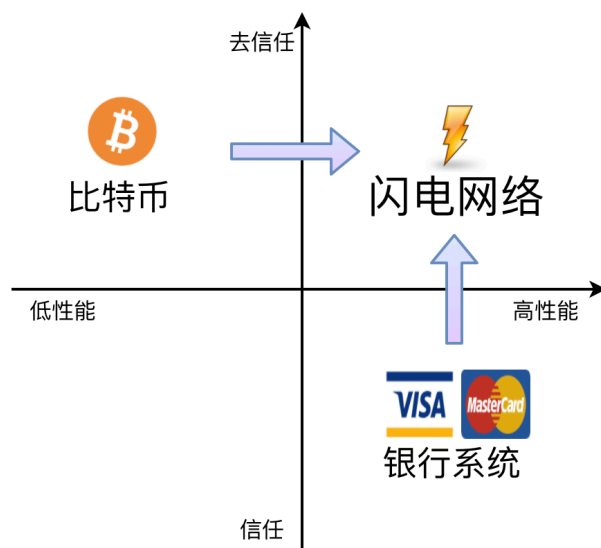 去信任
比特币
闪电网络
低性能
高性能
VISA
MasterCard
银行系统
信任